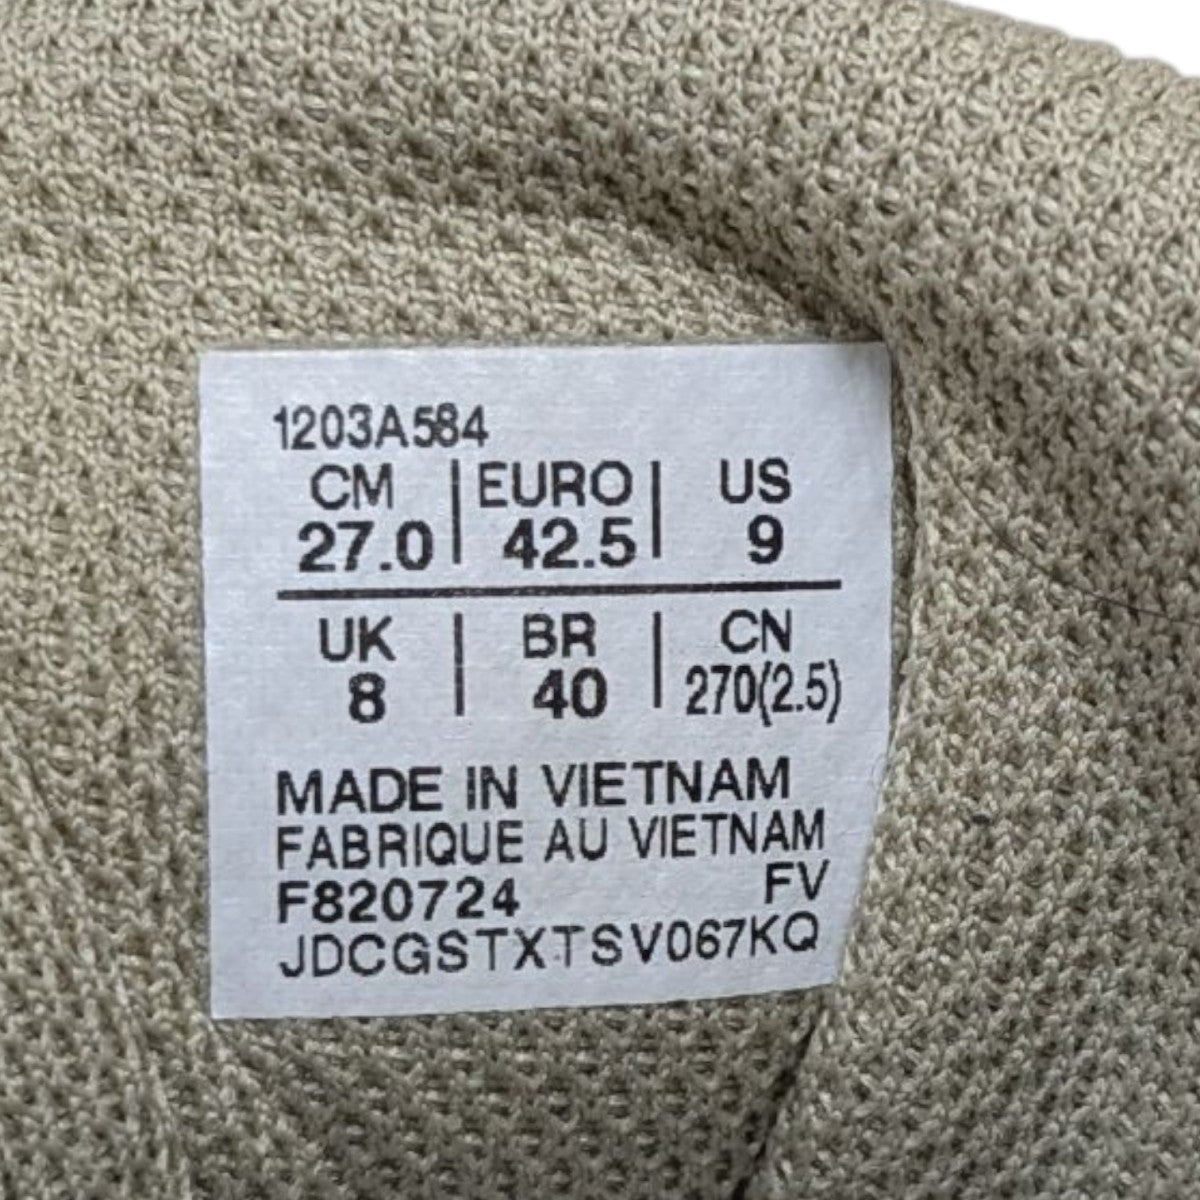 1203A584
CM | EURO | US
27.0 | 42.5 | 9
UK | BR | CN
8 | 40 | 270(2.5)
MADE IN VIETNAM
FABRIQUE AU VIETNAM
F820724 FV
JDCGSTXTSV067KQ